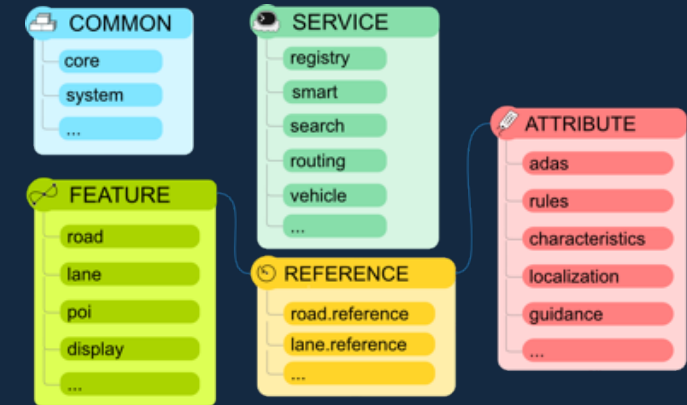 COMMON
core
system
...
SERVICE
registry
smart
search
routing
vehicle
...
ATTRIBUTE
adas
rules
characteristics
localization
guidance
...
FEATURE
road
lane
poi
display
...
REFERENCE
road.reference
lane.reference
...